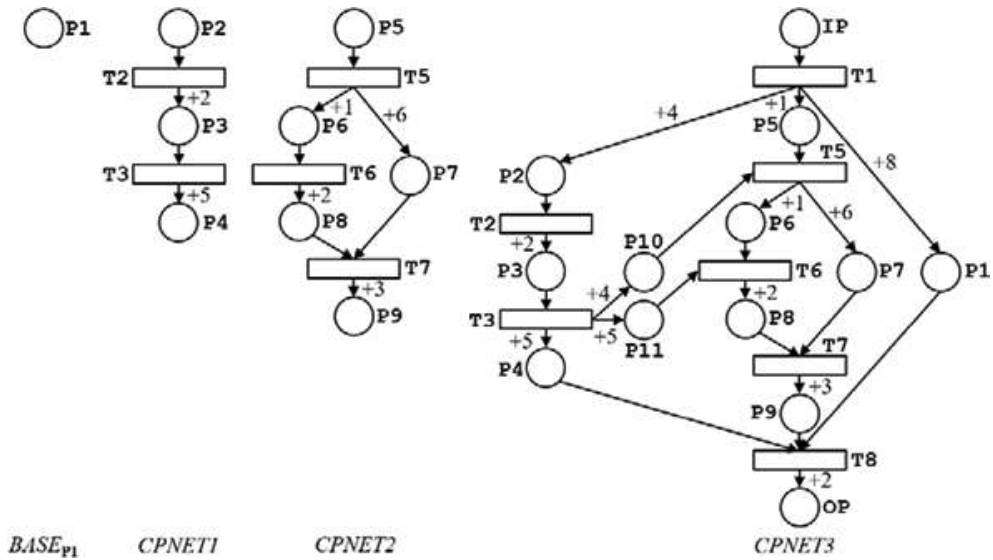 P1 P2 P5 IP
T2 T5 T1
+2 +1 +6 +4 +1 +8
P3 P6 P5
T3 T6 P7 P2 T5
+5 +2 +1 +6
P4 P8 T2 P6
+2 P10
T7 P3 T6 P7 P1
+3 +4 +2
P9 T3 +5 P8
+5 P11 T7
P4 +3
P9
T8
+2
OP
BASEP1 CPNET1 CPNET2 CPNET3